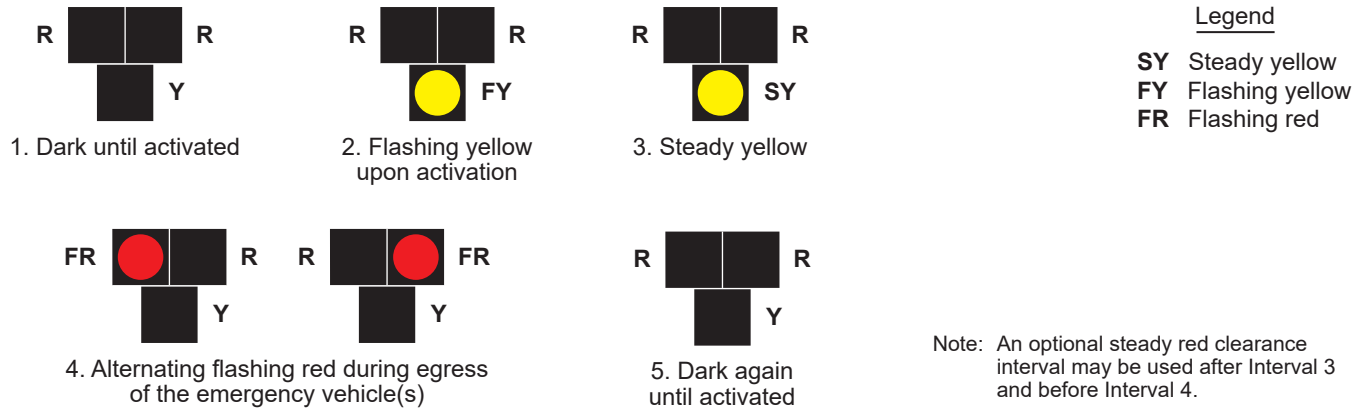 R R
Y
1. Dark until activated
R R
FY
2. Flashing yellow
upon activation
R R
SY
3. Steady yellow
Legend
SY Steady yellow
FY Flashing yellow
FR Flashing red
FR R
Y
R FR
Y
4. Alternating flashing red during egress
of the emergency vehicle(s)
R R
Y
5. Dark again
until activated
Note: An optional steady red clearance
interval may be used after Interval 3
and before Interval 4.